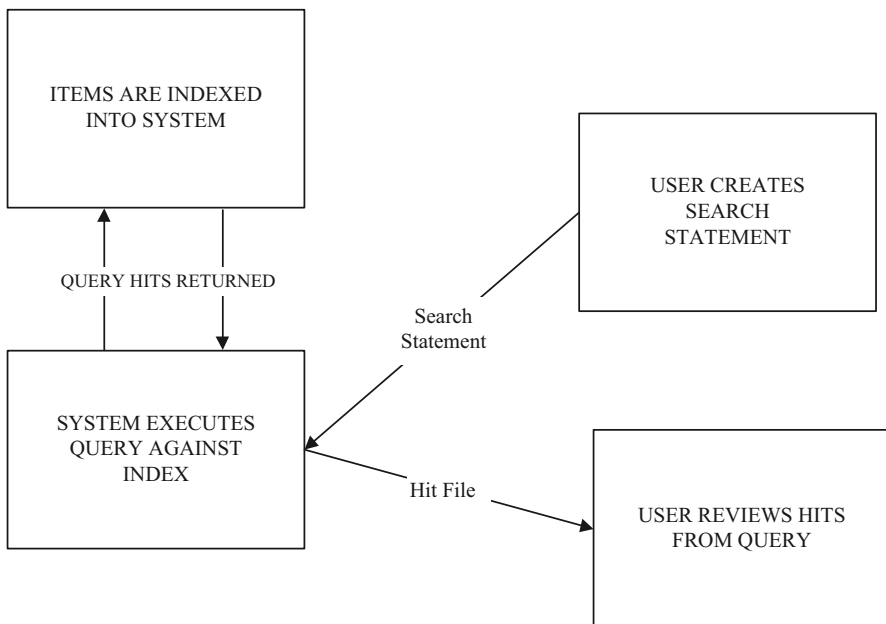 ITEMS ARE INDEXED
INTO SYSTEM
USER CREATES
SEARCH
STATEMENT
QUERY HITS RETURNED
Search
Statement
SYSTEM EXECUTES
QUERY AGAINST
INDEX
Hit File
USER REVIEWS HITS
FROM QUERY